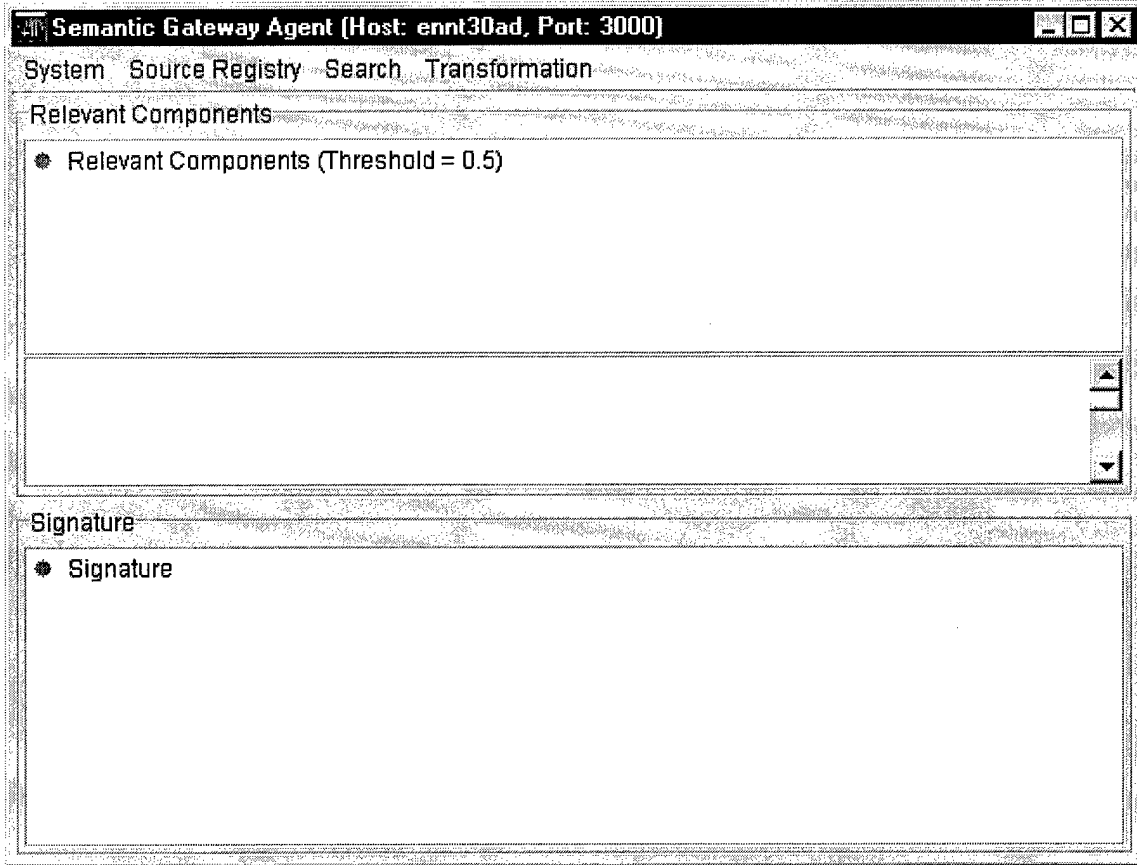 Semantic Gateway Agent (Host: ennt30ad, Port: 3000)
System Source Registry Search Transformation
Relevant Components
Relevant Components (Threshold = 0.5)
Signature
Signature